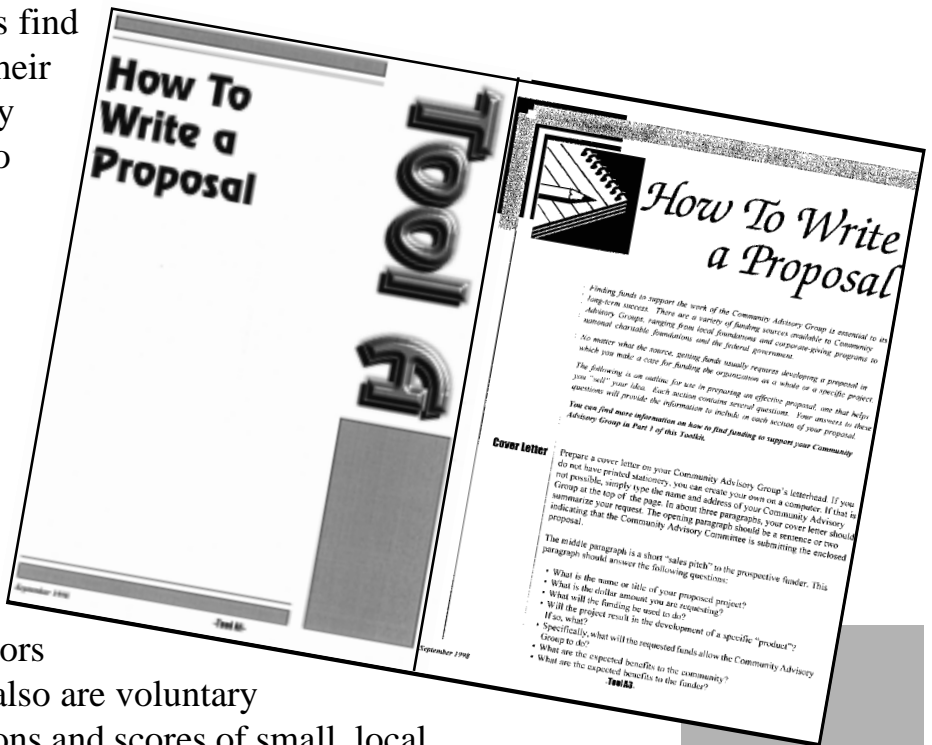 s find
heir
y
o
How To
Write a
Proposal
Tool
September 1998
How To Write
a Proposal
Finding funds to support the work of the Community Advisory Group is essential to its
long-term success. There are a variety of funding sources available to Community
Advisory Groups, ranging from local foundations and corporate-giving programs to
national charitable foundations and the federal government.
No matter what the source, getting funds usually requires developing a proposal in
which you make a case for funding the organization as a whole or a specific project.
The following is an outline for use in preparing an effective proposal, one that helps
you "sell" your idea. Each section contains several questions. Your answers to these
questions will provide the information to include in each section of your proposal.
You can find more information on how to find funding to support your Community
Advisory Group in Part 1 of this Toolkit.
Cover Letter
Prepare a cover letter on your Community Advisory Group's letterhead. If you
do not have printed stationery, you can create your own on a computer. If that is
not possible, simply type the name and address of your Community Advisory
Group at the top of the page. In about three paragraphs, your cover letter should
summarize your request. The opening paragraph should be a sentence or two
indicating that the Community Advisory Committee is submitting the enclosed
proposal.
The middle paragraph is a short "sales pitch" to the prospective funder. This
paragraph should answer the following questions:
• What is the name or title of your proposed project?
• What is the dollar amount you are requesting?
• What will the funding be used to do?
• Will the project result in the development of a specific "product"?
If so, what?
• Specifically, what will the requested funds allow the Community Advisory
Group to do?
• What are the expected benefits to the community?
• What are the expected benefits to the funder?
September 1998
-Tool A3-
ors
also are voluntary
ons and scores of small, local